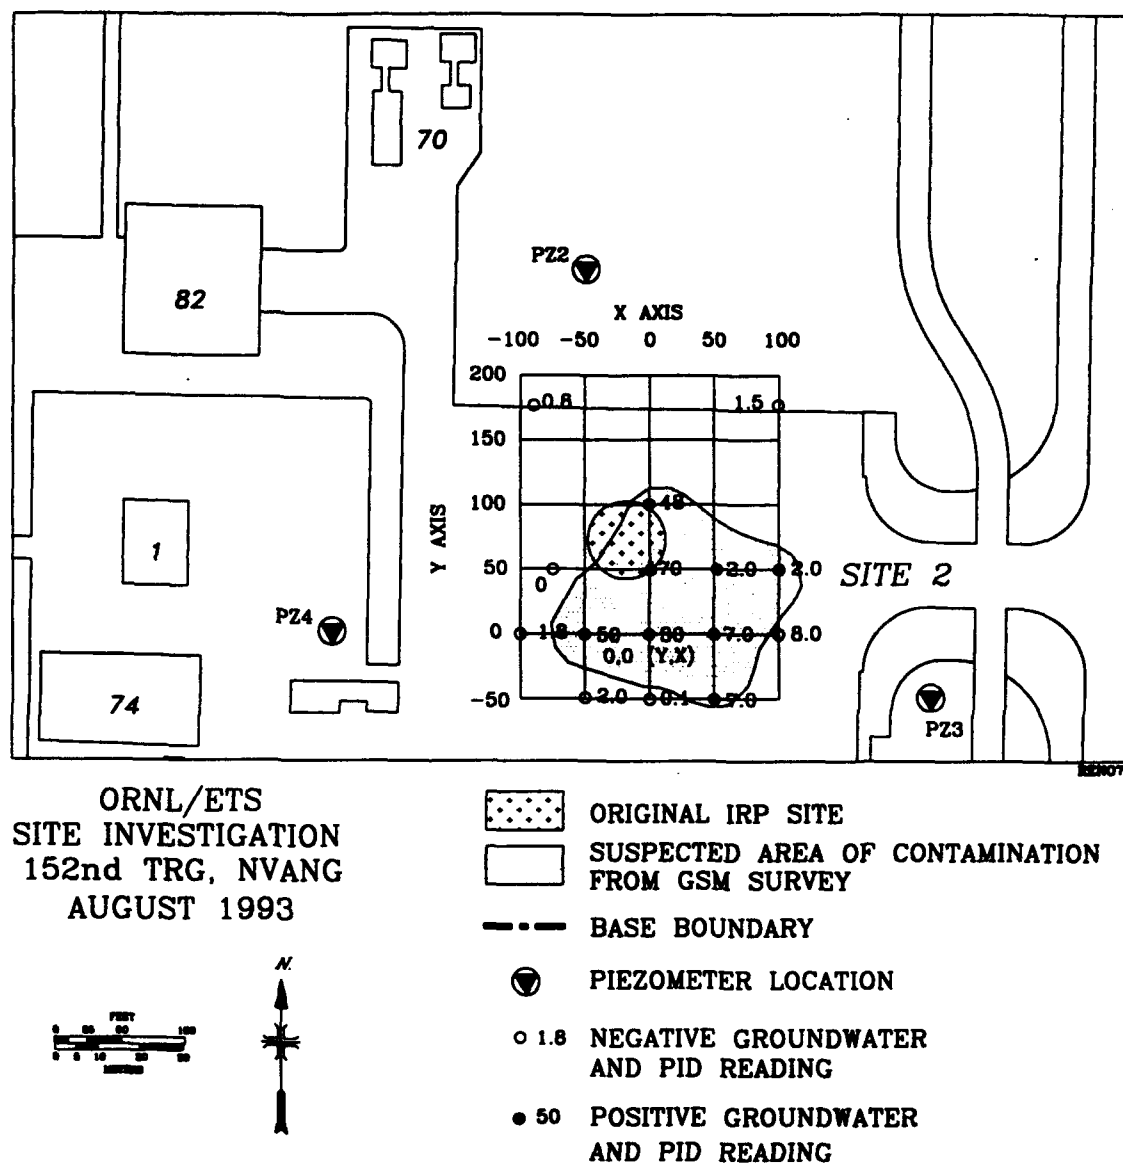 70
82
PZ2
X AXIS
-100 -50 0 50 100
200
0.8
1.5
150
100
48
Y AXIS
1
50
0
70
2.0
2.0
SITE 2
PZ4
0
1.8
50
80
7.0
8.0
0,0 (Y,X)
74
-50
2.0
0.1
7.0
PZ3
RENO7
ORNL/ETS
SITE INVESTIGATION
152nd TRG, NVANG
AUGUST 1993
N.
FEET
100
METERS
ORIGINAL IRP SITE
SUSPECTED AREA OF CONTAMINATION
FROM GSM SURVEY
BASE BOUNDARY
PIEZOMETER LOCATION
1.8 NEGATIVE GROUNDWATER
AND PID READING
50 POSITIVE GROUNDWATER
AND PID READING